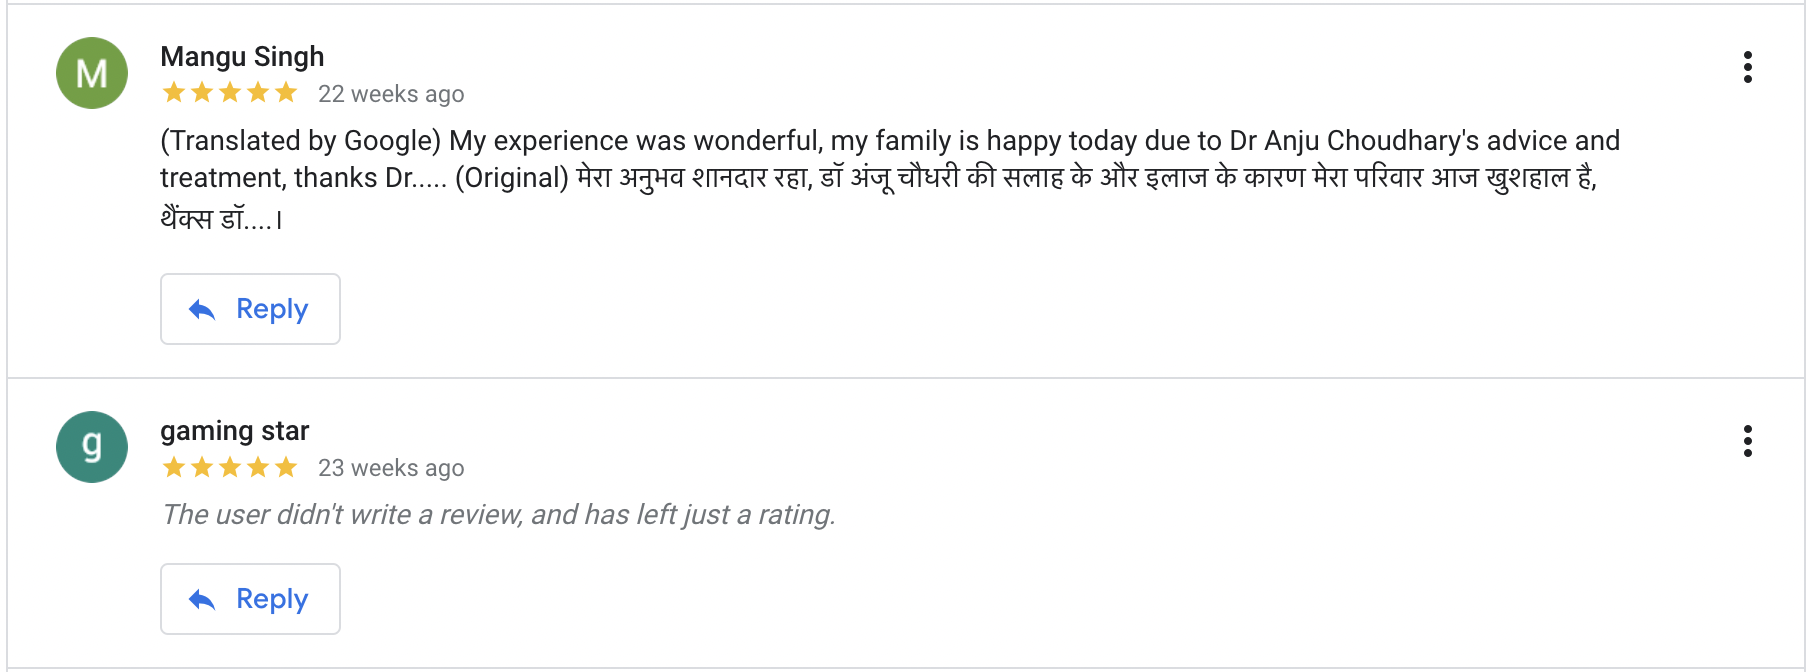 M
Mangu Singh
22 weeks ago
(Translated by Google) My experience was wonderful, my family is happy today due to Dr Anju Choudhary's advice and
treatment, thanks Dr..... (Original) मेरा अनुभव शानदार रहा, डॉ अंजू चौधरी की सलाह के और इलाज के कारण मेरा परिवार आज खुशहाल है,
थैंक्स डॉ....।
Reply
g
gaming star
23 weeks ago
The user didn't write a review, and has left just a rating.
Reply